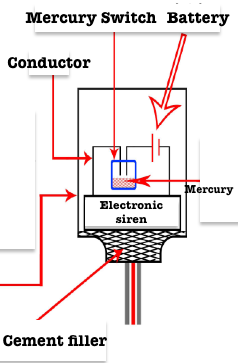 Mercury Switch Battery
Conductor
Mercury
Electronic
siren
Cement filler